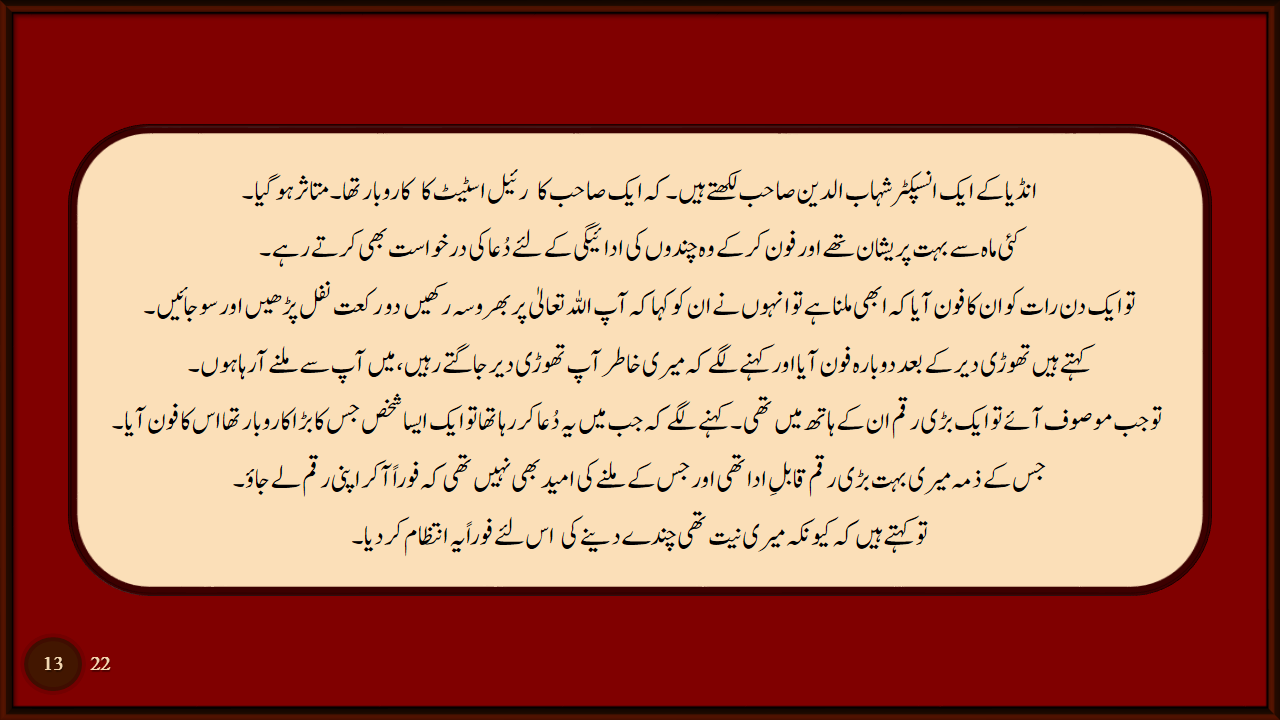 انڈیا کے ایک انسپکٹر شہاب الدین صاحب لکھتے ہیں۔ کہ ایک صاحب کا رئیل اسٹیٹ کا کاروبار تھا۔ متاثر ہو گیا۔
کئی ماہ سے بہت پریشان تھے اور فون کر کے وہ چندوں کی ادائیگی کے لئے دُعا کی درخواست بھی کرتے رہے۔
تو ایک دن رات کو ان کا فون آیا کہ ابھی ملنا ہے تو انہوں نے ان کو کہا کہ آپ اللہ تعالیٰ پر بھروسہ رکھیں دو رکعت نفل پڑھیں اور سو جائیں۔
کہتے ہیں تھوڑی دیر کے بعد دوبارہ فون آیا اور کہنے لگے کہ میری خاطر آپ تھوڑی دیر جاگتے رہیں، میں آپ سے ملنے آ رہا ہوں۔
تو جب موصوف آئے تو ایک بڑی رقم ان کے ہاتھ میں تھی۔ کہنے لگے کہ جب میں یہ دُعا کر رہا تھا تو ایک ایسا شخص جس کا بڑا کاروبار تھا اس کا فون آیا۔
جس کے ذمہ میری بہت بڑی رقم قابلِ ادا تھی اور جس کے ملنے کی امید بھی نہیں تھی کہ فوراً آ کر اپنی رقم لے جاؤ۔
تو کہتے ہیں کہ کیونکہ میری نیت تھی چندے دینے کی اس لئے فوراً یہ انتظام کر دیا۔
13 22